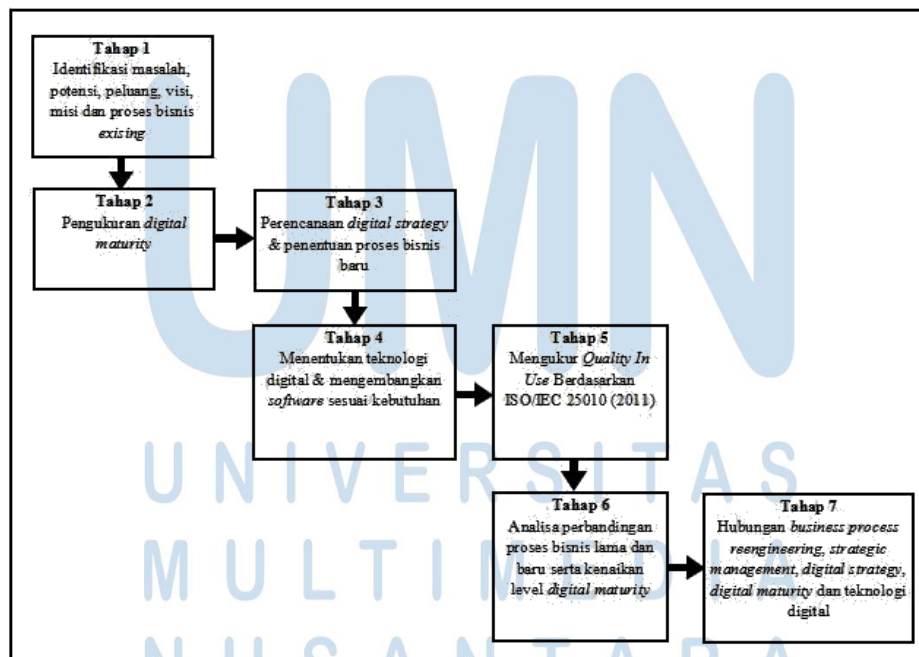 Tahap 1
Identifikasi masalah,
potensi, peluang, visi,
misi dan proses bisnis
exising
Tahap 2
Pengukuran digital
maturity
Tahap 3
Perencanaan digital strategy
& penentuan proses bisnis
baru
Tahap 4
Menentukan teknologi
digital & mengembangkan
software sesuai kebutuhan
Tahap 5
Mengukur Quality In
Use Berdasarkan
ISO/IEC 25010 (2011)
Tahap 6
Analisa perbandingan
proses bisnis lama dan
baru serta kenaikan
level digital maturity
Tahap 7
Hubungan business process
reengineering, strategic
management, digital strategy,
digital maturity dan teknologi
digital
UMN
UNIVERSITAS
MULTIMEDIA
NUSANTARA